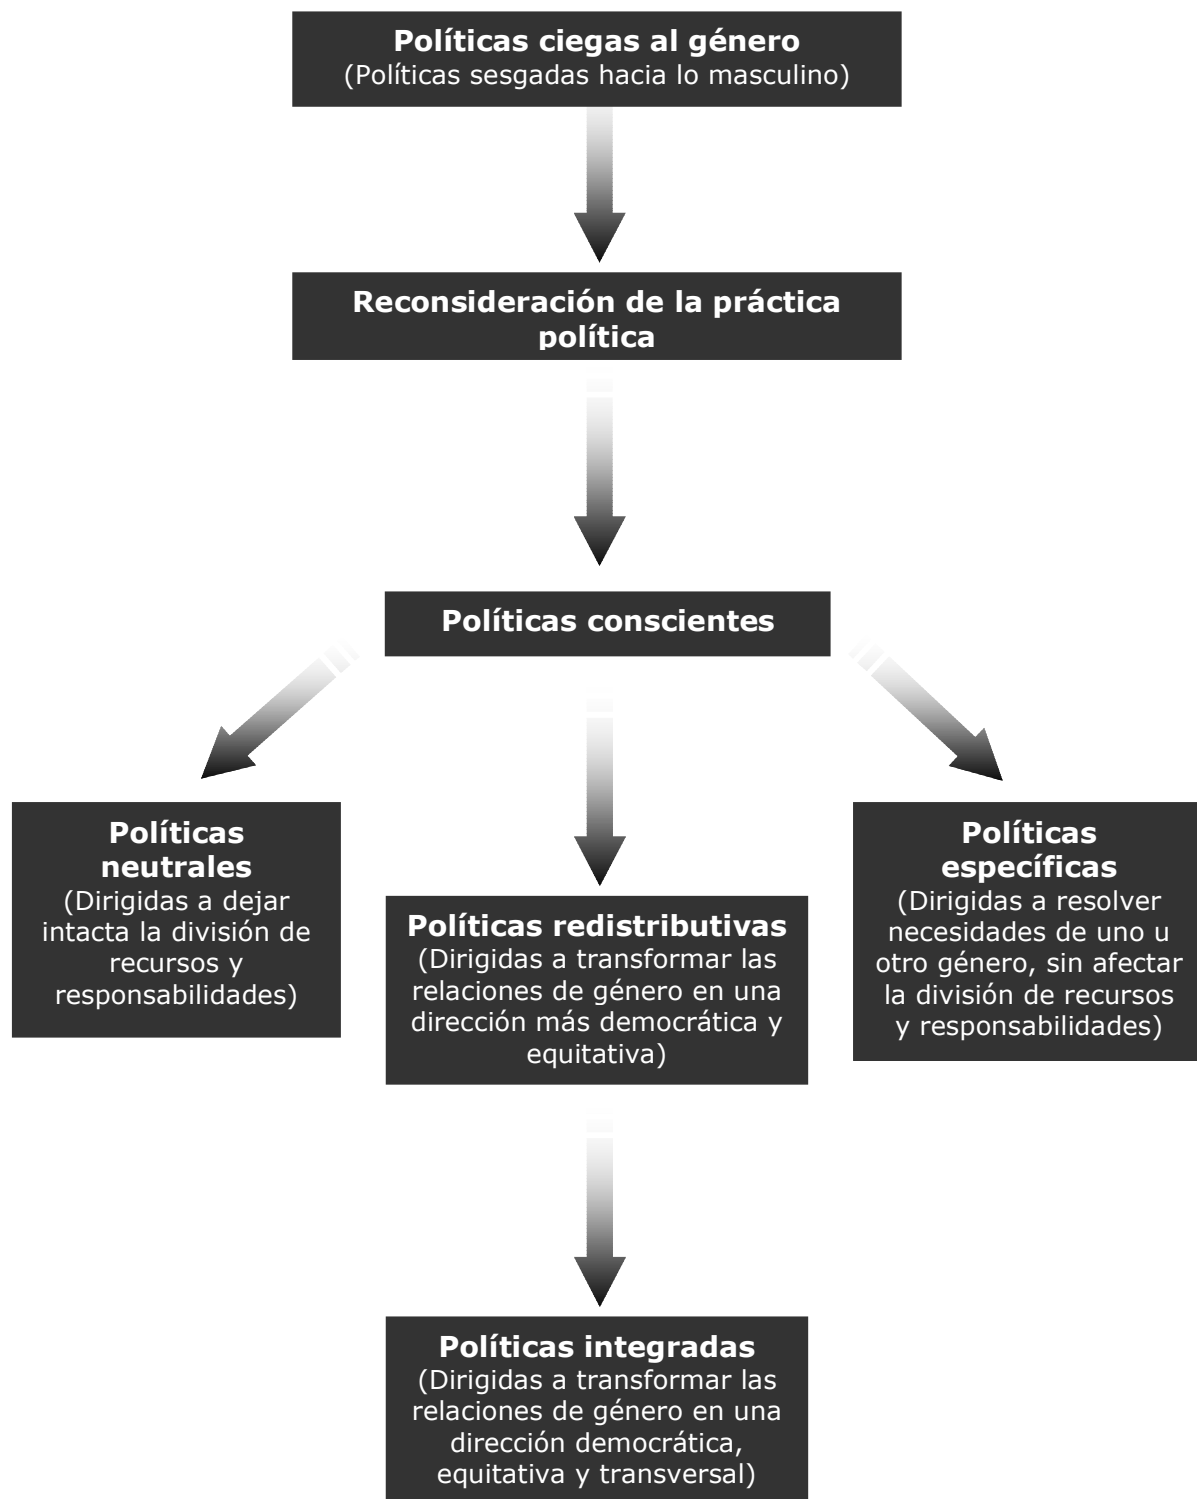 Políticas ciegas al género
(Políticas sesgadas hacia lo masculino)
Reconsideración de la práctica
política
Políticas conscientes
Políticas
neutrales
(Dirigidas a dejar
intacta la división de
recursos y
responsabilidades)
Políticas redistributivas
(Dirigidas a transformar las
relaciones de género en una
dirección más democrática y
equitativa)
Políticas
específicas
(Dirigidas a resolver
necesidades de uno u
otro género, sin afectar
la división de recursos
y responsabilidades)
Políticas integradas
(Dirigidas a transformar las
relaciones de género en una
dirección democrática,
equitativa y transversal)